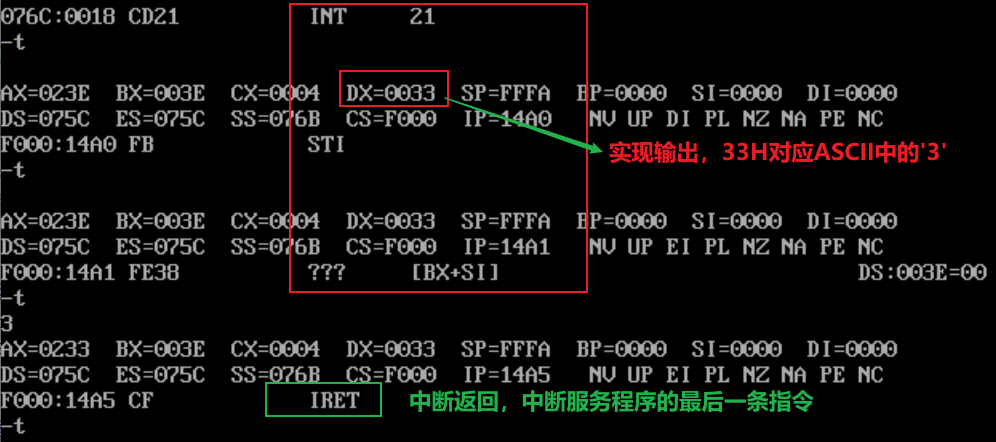 076C:0018 CD21 INT 21
-t
AX=023E BX=003E CX=0004 DX=0033 SP=FFFA BP=0000 SI=0000 DI=0000
DS=075C ES=075C SS=076B CS=F000 IP=14A0 NV UP DI PL NZ NA PE NC
F000:14A0 FB STI
实现输出，33H对应ASCII中的'3'
-t
AX=023E BX=003E CX=0004 DX=0033 SP=FFFA BP=0000 SI=0000 DI=0000
DS=075C ES=075C SS=076B CS=F000 IP=14A1 NV UP EI PL NZ NA PE NC
F000:14A1 FE38 ??? [BX+SI] DS:003E=00
-t
3
AX=0233 BX=003E CX=0004 DX=0033 SP=FFFA BP=0000 SI=0000 DI=0000
DS=075C ES=075C SS=076B CS=F000 IP=14A5 NV UP EI PL NZ NA PE NC
F000:14A5 CF IRET 中断返回，中断服务程序的最后一条指令
-t